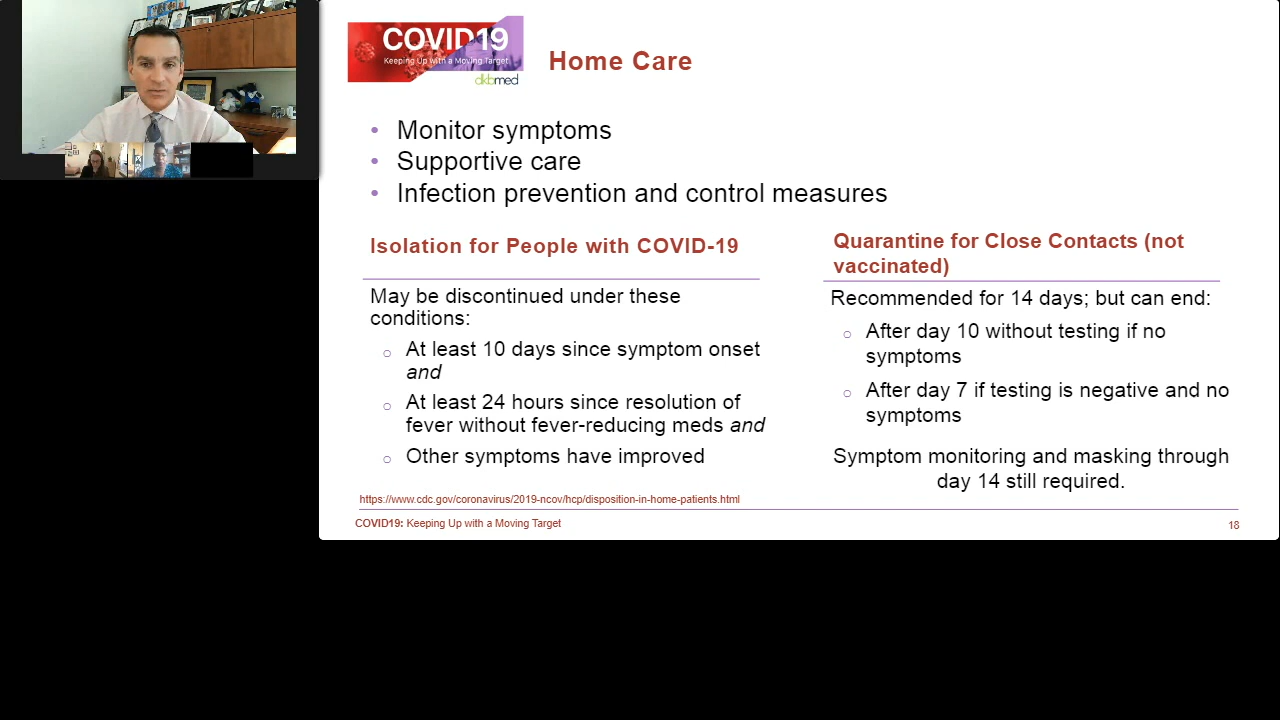 COVID19
Keeping Up with a Moving Target
dkbmed
Home Care
• Monitor symptoms
• Supportive care
• Infection prevention and control measures
Isolation for People with COVID-19
May be discontinued under these
conditions:
○ At least 10 days since symptom onset
and
○ At least 24 hours since resolution of
fever without fever-reducing meds and
○ Other symptoms have improved
Quarantine for Close Contacts (not
vaccinated)
Recommended for 14 days; but can end:
○ After day 10 without testing if no
symptoms
○ After day 7 if testing is negative and no
symptoms
Symptom monitoring and masking through
day 14 still required.
https://www.cdc.gov/coronavirus/2019-ncov/hcp/disposition-in-home-patients.html
COVID19: Keeping Up with a Moving Target
18